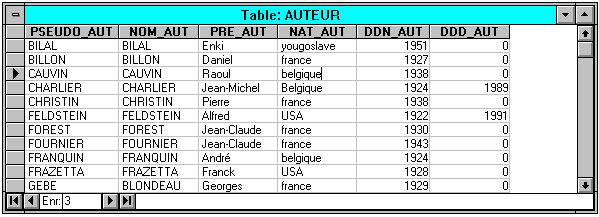 Table: AUTEUR
PSEUDO_AUT NOM_AUT PRE_AUT NAT_AUT DDN_AUT DDD_AUT
BILAL BILAL Enki yougoslave 1951 0
BILLON BILLON Daniel france 1927 0
CAUVIN CAUVIN Raoul belgique 1938 0
CHARLIER CHARLIER Jean-Michel Belgique 1924 1989
CHRISTIN CHRISTIN Pierre france 1938 0
FELDSTEIN FELDSTEIN Alfred USA 1922 1991
FOREST FOREST Jean-Claude france 1930 0
FOURNIER FOURNIER Jean-Claude france 1943 0
FRANQUIN FRANQUIN André belgique 1924 0
FRAZETTA FRAZETTA Franck USA 1928 0
GEBE BLONDEAU Georges france 1929 0
Enr: 3